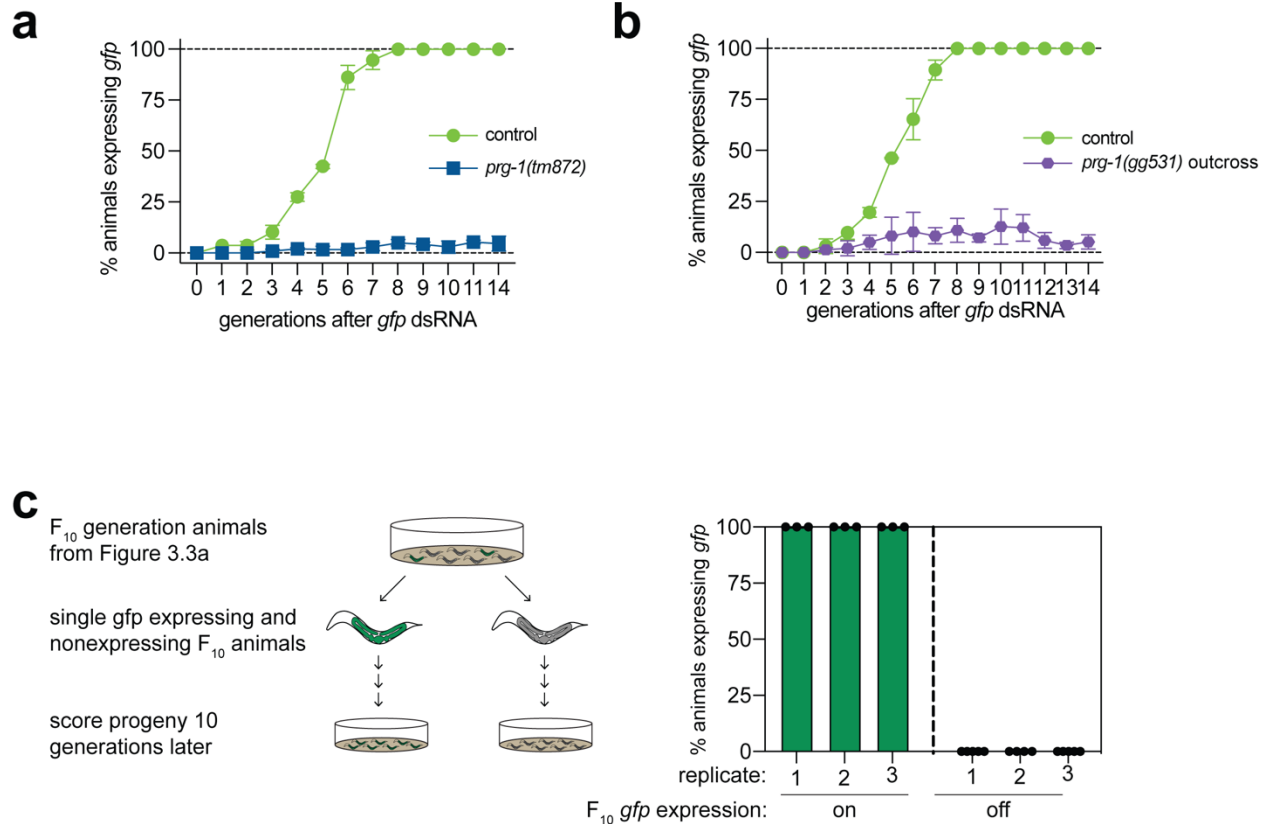 a
% animals expressing gfp
100
75
50
25
0
control
prg-1(tm872)
0 1 2 3 4 5 6 7 8 9 10 11 14
generations after gfp dsRNA
b
% animals expressing gfp
100
75
50
25
0
control
prg-1(gg531) outcross
0 1 2 3 4 5 6 7 8 9 10 11 12 13 14
generations after gfp dsRNA
c
F10 generation animals
from Figure 3.3a
single gfp expressing and
nonexpressing F10 animals
score progeny 10
generations later
% animals expressing gfp
100
75
50
25
0
replicate: 1 2 3 1 2 3
F10 gfp expression: on off